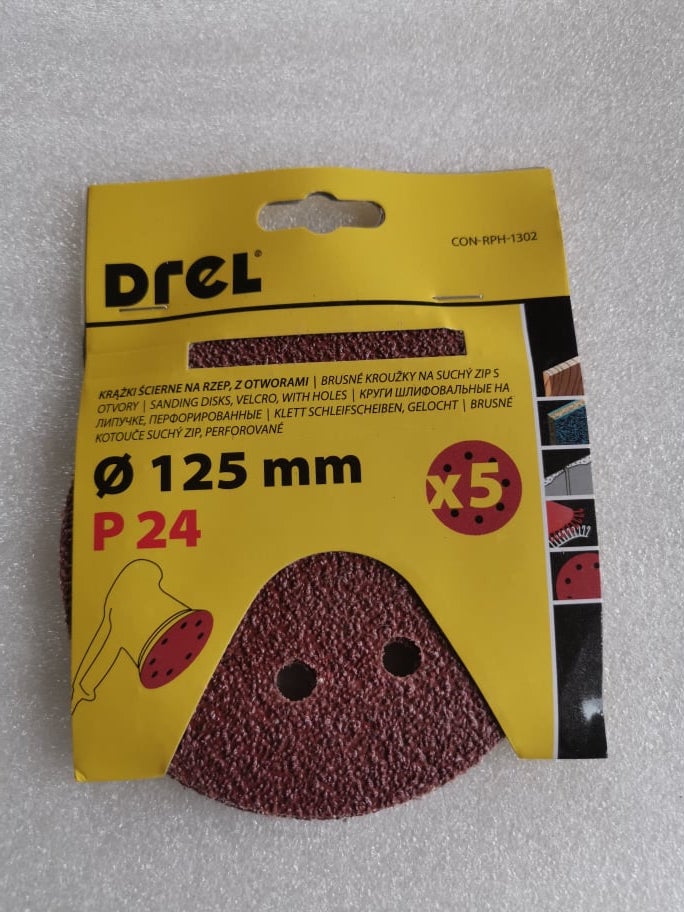 CON-RPH-1302
DreL®
KRĄŻKI ŚCIERNE NA RZEP, Z OTWORAMI | BRUSNÉ KROUŽKY NA SUCHÝ ZIP S
OTVORY | SANDING DISKS, VELCRO, WITH HOLES | КРУГИ ШЛИФОВАЛЬНЫЕ НА
ЛИПУЧКЕ, ПЕРФОРИРОВАННЫЕ | KLETT SCHLEIFSCHEIBEN, GELOCHT | BRUSNÉ
KOTOUČE SUCHÝ ZIP, PERFOROVANÉ
Ø 125 mm
x5
P 24